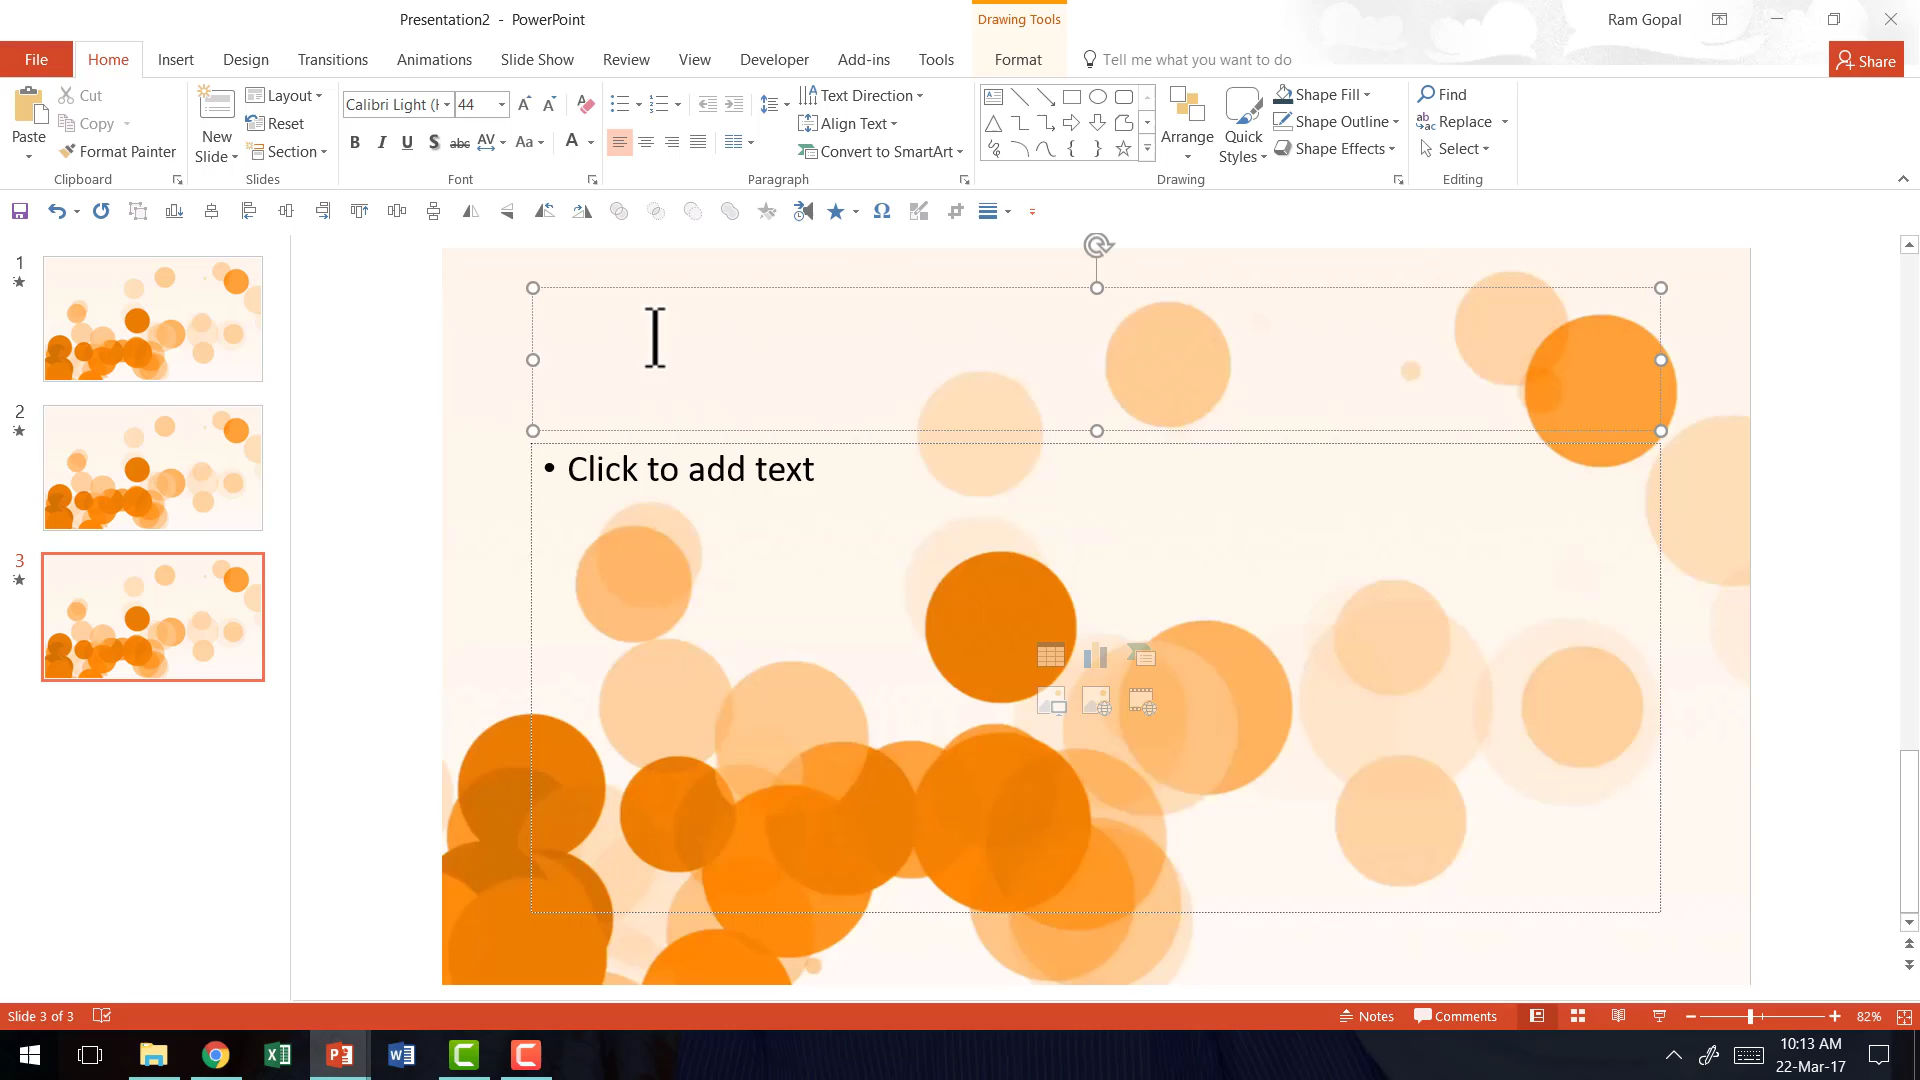 Presentation2 - PowerPoint
Drawing Tools
Ram Gopal
File Home Insert Design Transitions Animations Slide Show Review View Developer Add-ins Tools Format Tell me what you want to do Share
Paste
Cut
Copy
Format Painter
Clipboard
New Slide
Layout
Reset
Section
Slides
Calibri Light (H 44
B I U S abc AV Aa A
Font
Text Direction
Align Text
Convert to SmartArt
Paragraph
Arrange
Quick Styles
Shape Fill
Shape Outline
Shape Effects
Drawing
Find
Replace
Select
Editing
1
2
3
• Click to add text
Slide 3 of 3
Notes Comments 82%
10:13 AM
22-Mar-17